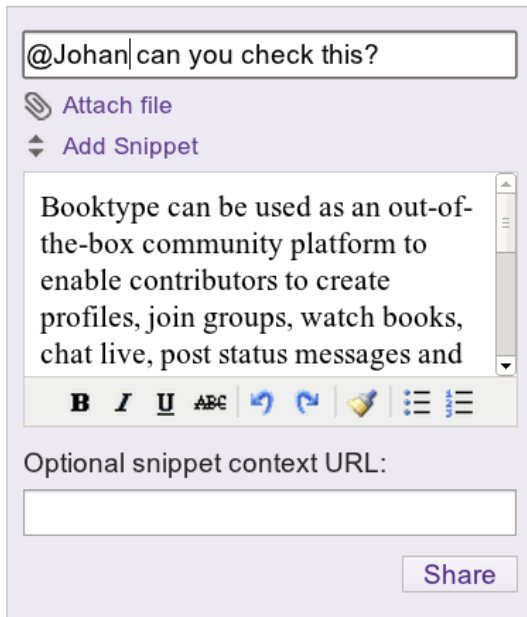 @Johan can you check this?
Attach file
Add Snippet
Booktype can be used as an out-of-
the-box community platform to
enable contributors to create
profiles, join groups, watch books,
chat live, post status messages and
B I U ABC
Optional snippet context URL:
Share